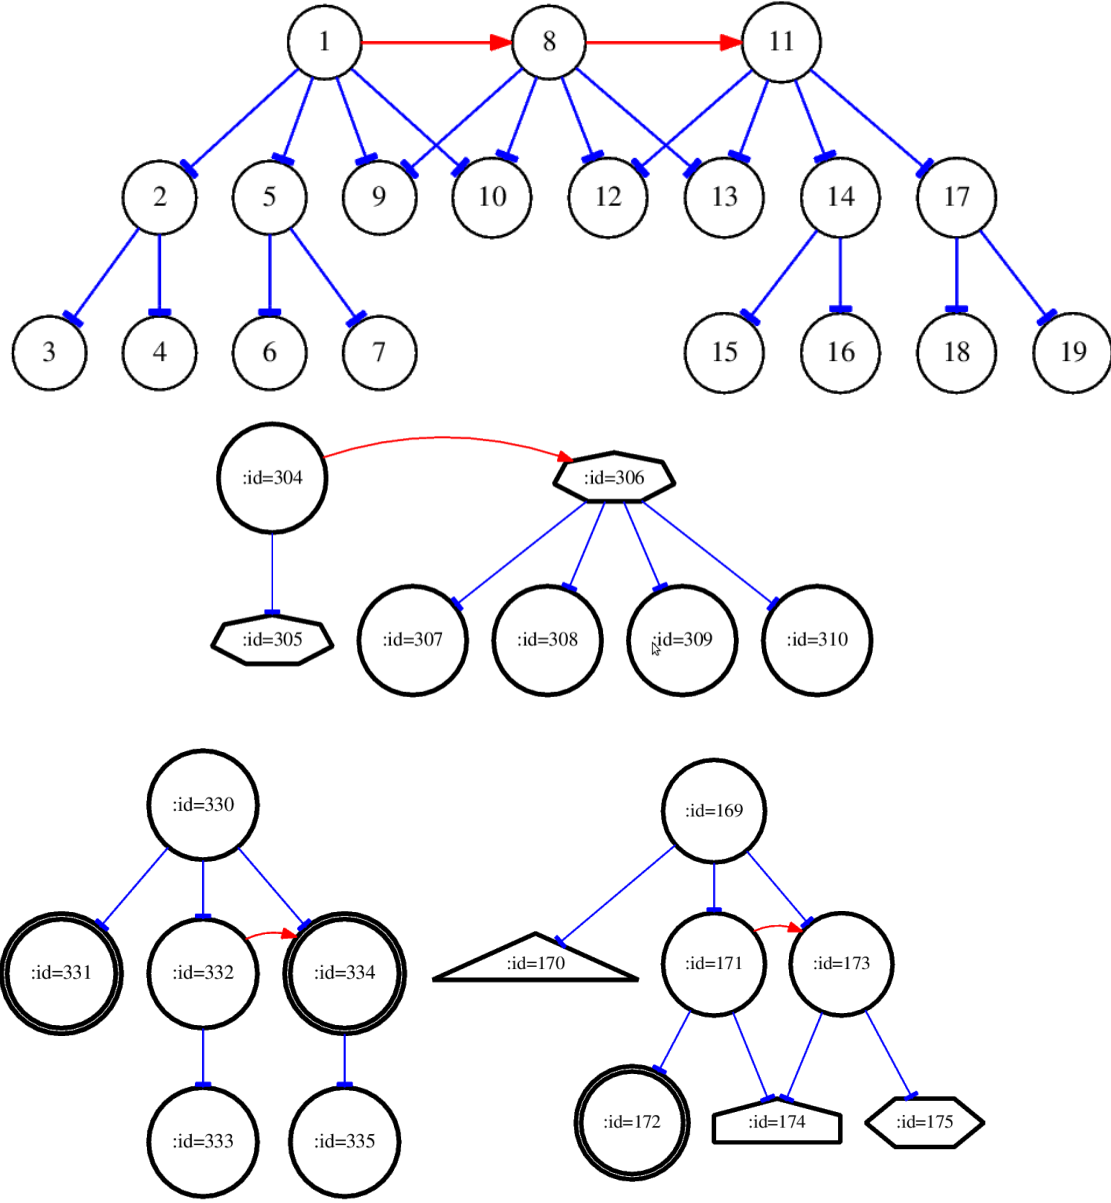 1 8 11
2 5 9 10 12 13 14 17
3 4 6 7 15 16 18 19
:id=304 :id=306
:id=305 :id=307 :id=308 :id=309 :id=310
:id=330 :id=169
:id=331 :id=332 :id=334 :id=170 :id=171 :id=173
:id=333 :id=335 :id=172 :id=174 :id=175